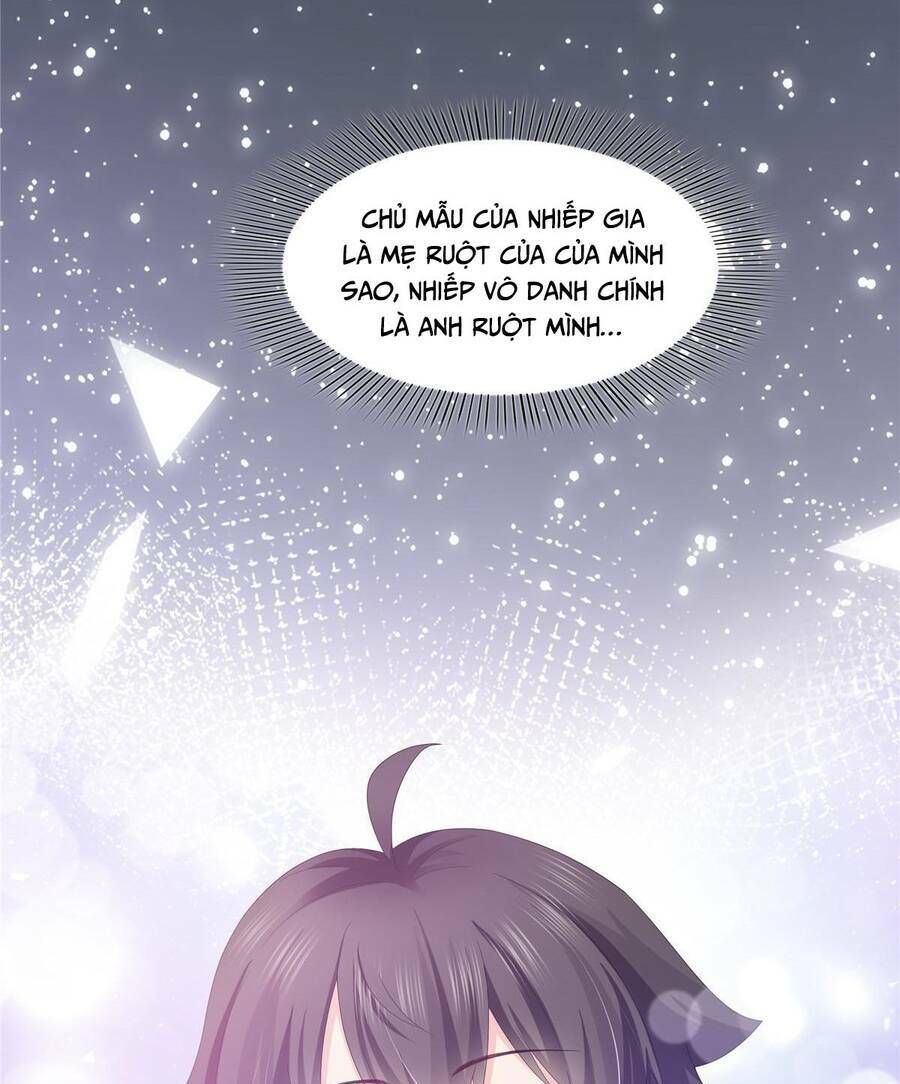 CHỦ MẪU CỦA NHIẾP GIA
LÀ MẸ RUỘT CỦA CỦA MÌNH
SAO, NHIẾP VÔ DANH CHÍNH
LÀ ANH RUỘT MÌNH...